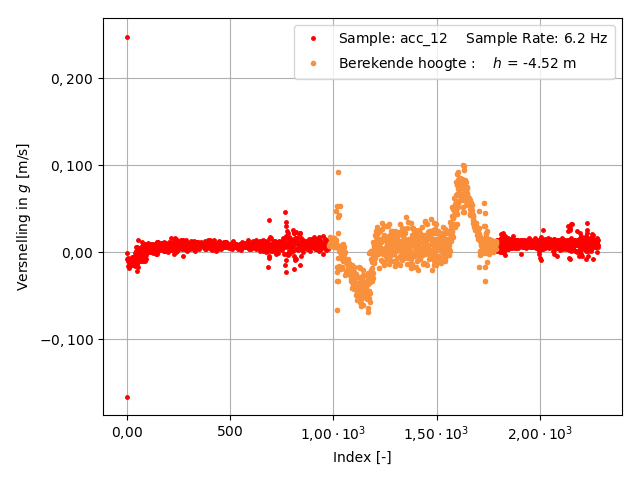 Sample: acc_12 Sample Rate: 6.2 Hz
Berekende hoogte : h = -4.52 m
0,200
0,100
0,00
−0,100
Versnelling in g [m/s]
0,00 500 1,00·10³ 1,50·10³ 2,00·10³
Index [-]